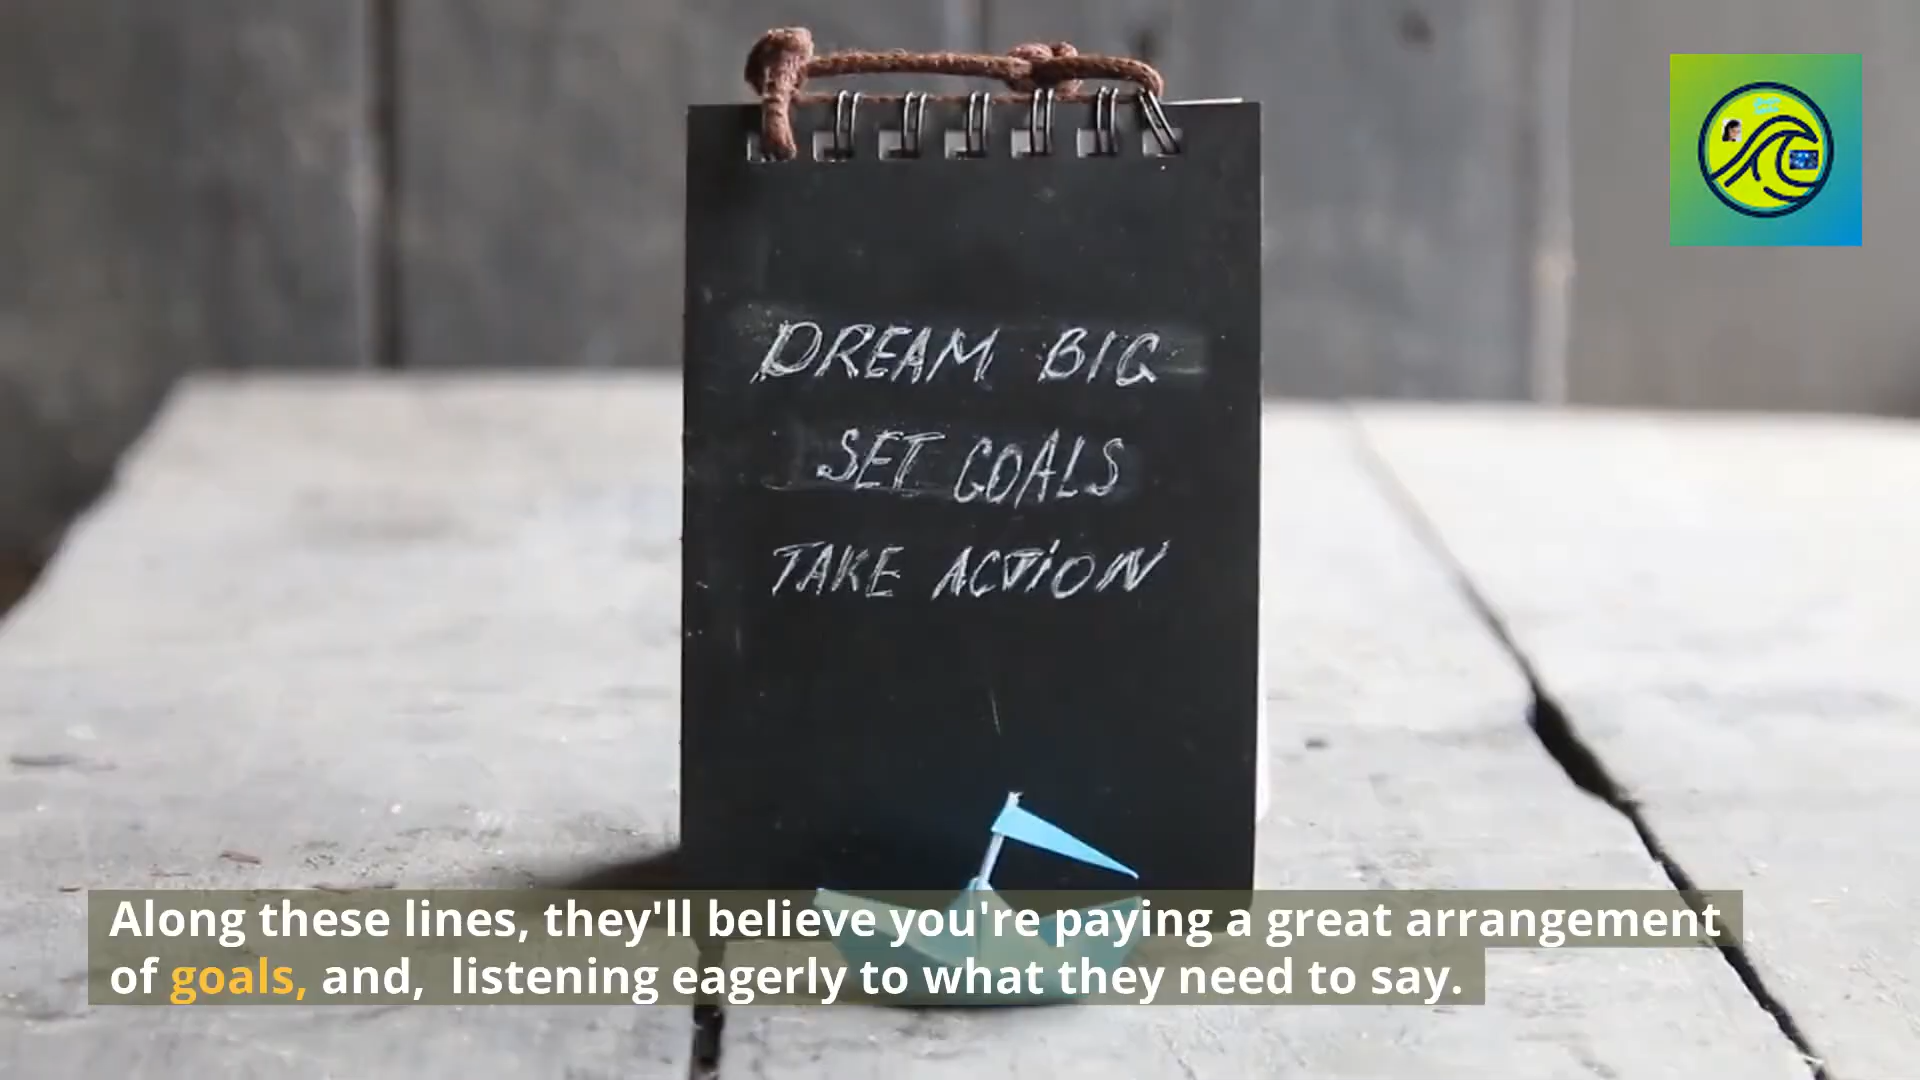 DREAM BIG
SET GOALS
TAKE ACTION
Along these lines, they'll believe you're paying a great arrangement
of goals, and,  listening eagerly to what they need to say.